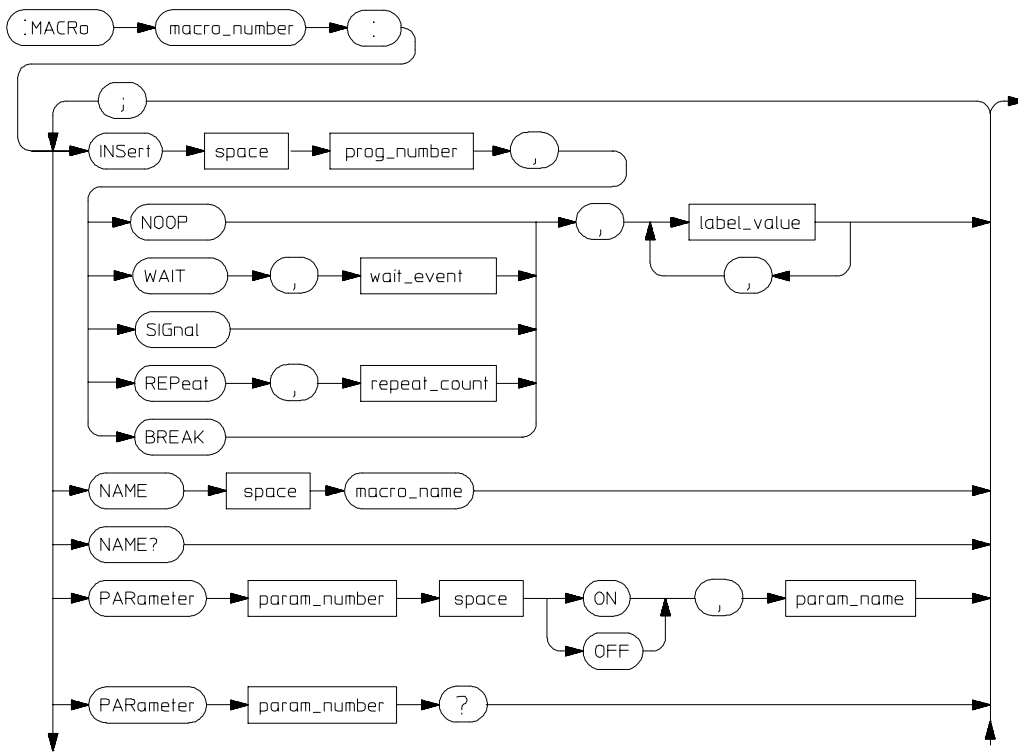 :MACRo macro_number :
;
INSert space prog_number ,
NOOP , label_value
WAIT , wait_event ,
SIGnal
REPeat , repeat_count
BREAK
NAME space macro_name
NAME?
PARameter param_number space ON , param_name
OFF
PARameter param_number ?